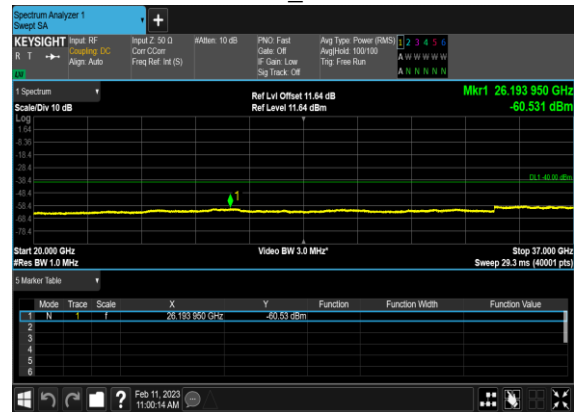 Spectrum Analyzer 1
Swept SA
KEYSIGHT Input: RF Input Z: 50 Ω #Atten: 10 dB PNO: Fast Avg Type: Power (RMS) 1 2 3 4 5 6
R T Coupling: DC Corr CCorr Gate: Off Avg|Hold: 100/100 A W W W W W
Align: Auto Freq Ref: Int (S) IF Gain: Low Trig: Free Run
Sig Track: Off A N N N N N
1 Spectrum Ref Lvl Offset 11.64 dB Mkr1 26.193 950 GHz
Scale/Div 10 dB Ref Level 11.64 dBm -60.531 dBm
Log
1.64
-8.36
-18.4
-28.4
-38.4 DL1 -40.00 dBm
-48.4
1
-58.4
-68.4
-78.4
Start 20.000 GHz Video BW 3.0 MHz* Stop 37.000 GHz
#Res BW 1.0 MHz Sweep 29.3 ms (40001 pts)
5 Marker Table
Mode Trace Scale X Y Function Function Width Function Value
1 N 1 f 26.193 950 GHz -60.53 dBm
2
3
4
5
6
? Feb 11, 2023
11:00:14 AM